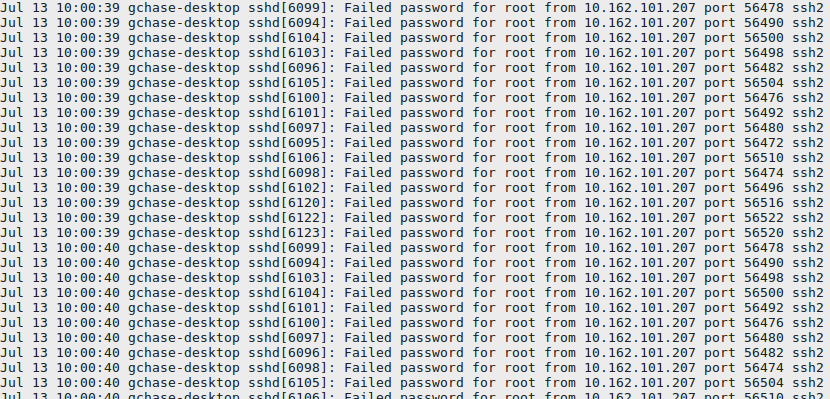 Jul 13 10:00:39 gchase-desktop sshd[6099]: Failed password for root from 10.162.101.207 port 56478 ssh2
Jul 13 10:00:39 gchase-desktop sshd[6094]: Failed password for root from 10.162.101.207 port 56490 ssh2
Jul 13 10:00:39 gchase-desktop sshd[6104]: Failed password for root from 10.162.101.207 port 56500 ssh2
Jul 13 10:00:39 gchase-desktop sshd[6103]: Failed password for root from 10.162.101.207 port 56498 ssh2
Jul 13 10:00:39 gchase-desktop sshd[6096]: Failed password for root from 10.162.101.207 port 56482 ssh2
Jul 13 10:00:39 gchase-desktop sshd[6105]: Failed password for root from 10.162.101.207 port 56504 ssh2
Jul 13 10:00:39 gchase-desktop sshd[6100]: Failed password for root from 10.162.101.207 port 56476 ssh2
Jul 13 10:00:39 gchase-desktop sshd[6101]: Failed password for root from 10.162.101.207 port 56492 ssh2
Jul 13 10:00:39 gchase-desktop sshd[6097]: Failed password for root from 10.162.101.207 port 56480 ssh2
Jul 13 10:00:39 gchase-desktop sshd[6095]: Failed password for root from 10.162.101.207 port 56472 ssh2
Jul 13 10:00:39 gchase-desktop sshd[6106]: Failed password for root from 10.162.101.207 port 56510 ssh2
Jul 13 10:00:39 gchase-desktop sshd[6098]: Failed password for root from 10.162.101.207 port 56474 ssh2
Jul 13 10:00:39 gchase-desktop sshd[6102]: Failed password for root from 10.162.101.207 port 56496 ssh2
Jul 13 10:00:39 gchase-desktop sshd[6120]: Failed password for root from 10.162.101.207 port 56516 ssh2
Jul 13 10:00:39 gchase-desktop sshd[6122]: Failed password for root from 10.162.101.207 port 56522 ssh2
Jul 13 10:00:39 gchase-desktop sshd[6123]: Failed password for root from 10.162.101.207 port 56520 ssh2
Jul 13 10:00:40 gchase-desktop sshd[6099]: Failed password for root from 10.162.101.207 port 56478 ssh2
Jul 13 10:00:40 gchase-desktop sshd[6094]: Failed password for root from 10.162.101.207 port 56490 ssh2
Jul 13 10:00:40 gchase-desktop sshd[6103]: Failed password for root from 10.162.101.207 port 56498 ssh2
Jul 13 10:00:40 gchase-desktop sshd[6104]: Failed password for root from 10.162.101.207 port 56500 ssh2
Jul 13 10:00:40 gchase-desktop sshd[6101]: Failed password for root from 10.162.101.207 port 56492 ssh2
Jul 13 10:00:40 gchase-desktop sshd[6100]: Failed password for root from 10.162.101.207 port 56476 ssh2
Jul 13 10:00:40 gchase-desktop sshd[6097]: Failed password for root from 10.162.101.207 port 56480 ssh2
Jul 13 10:00:40 gchase-desktop sshd[6096]: Failed password for root from 10.162.101.207 port 56482 ssh2
Jul 13 10:00:40 gchase-desktop sshd[6098]: Failed password for root from 10.162.101.207 port 56474 ssh2
Jul 13 10:00:40 gchase-desktop sshd[6105]: Failed password for root from 10.162.101.207 port 56504 ssh2
Jul 13 10:00:40 gchase-desktop sshd[6106]: Failed password for root from 10.162.101.207 port 56510 ssh2